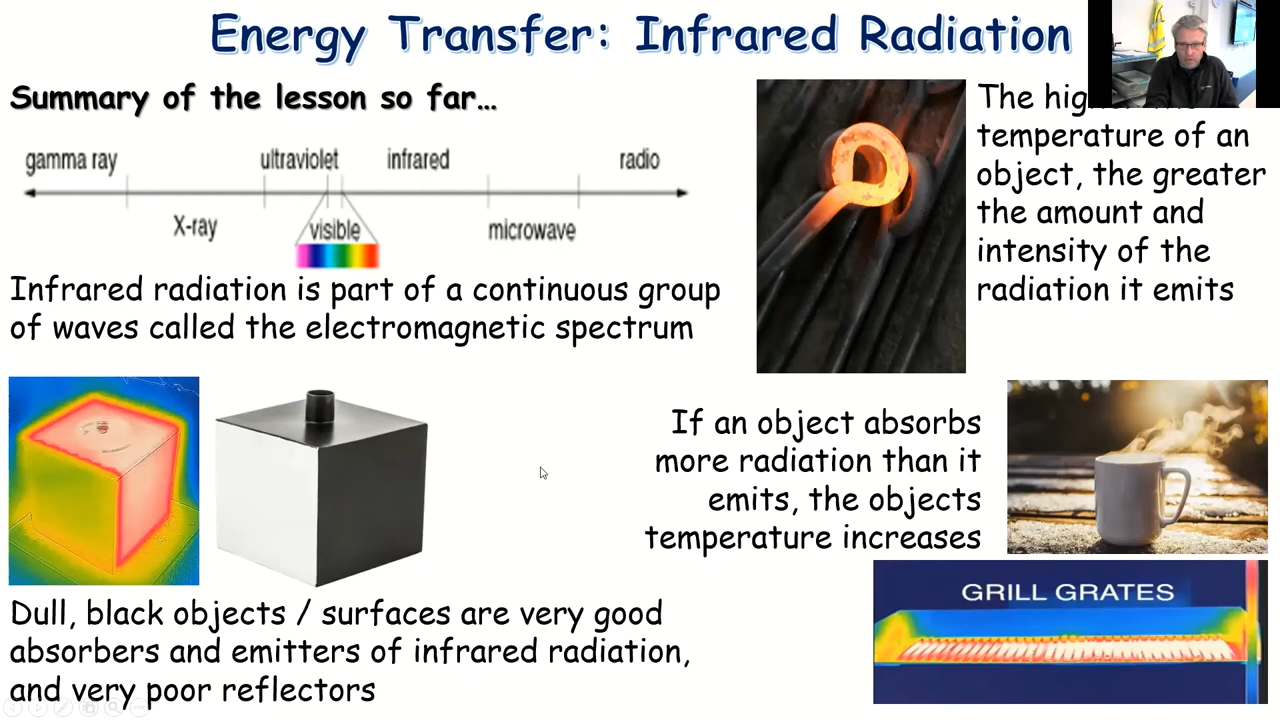 Energy Transfer: Infrared Radiation
Summary of the lesson so far...
gamma ray
ultraviolet
infrared
radio
X-ray
visible
microwave
Infrared radiation is part of a continuous group
of waves called the electromagnetic spectrum
The
temperature of an
object, the greater
the amount and
intensity of the
radiation it emits
If an object absorbs
more radiation than it
emits, the objects
temperature increases
GRILL GRATES
Dull, black objects / surfaces are very good
absorbers and emitters of infrared radiation,
and very poor reflectors